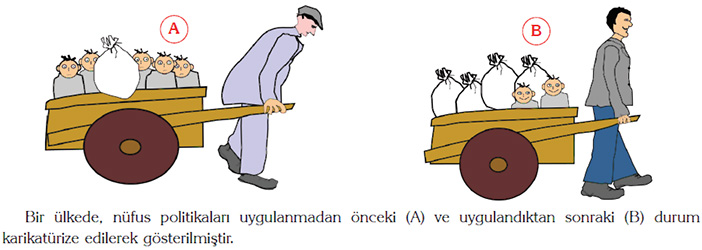 A
B
Bir ülkede, nüfus politikaları uygulanmadan önceki (A) ve uygulandıktan sonraki (B) durum
karikatürize edilerek gösterilmiştir.